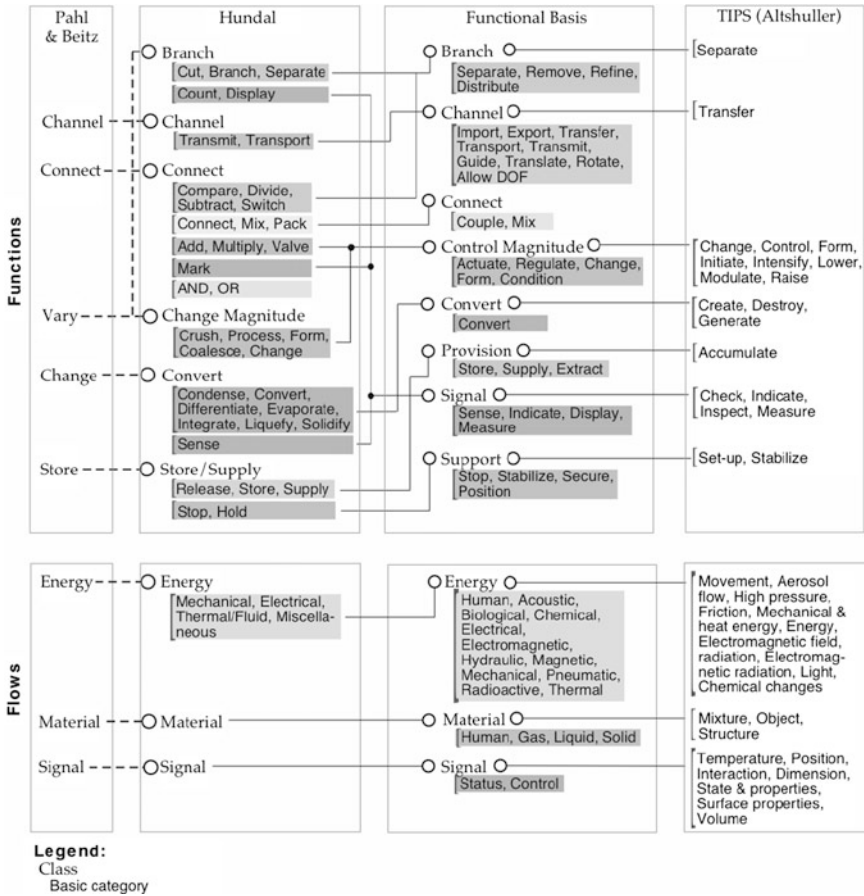 Pahl
& Beitz
Hundal
Functional Basis
TIPS (Altshuller)
Functions
Channel
Connect
Vary
Change
Store
Branch
Cut, Branch, Separate
Count, Display
Channel
Transmit, Transport
Connect
Compare, Divide,
Subtract, Switch
Connect, Mix, Pack
Add, Multiply, Valve
Mark
AND, OR
Change Magnitude
Crush, Process, Form,
Coalesce, Change
Convert
Condense, Convert,
Differentiate, Evaporate,
Integrate, Liquefy, Solidify
Sense
Store/Supply
Release, Store, Supply
Stop, Hold
Branch
Separate, Remove, Refine,
Distribute
Channel
Import, Export, Transfer,
Transport, Transmit,
Guide, Translate, Rotate,
Allow DOF
Connect
Couple, Mix
Control Magnitude
Actuate, Regulate, Change,
Form, Condition
Convert
Convert
Provision
Store, Supply, Extract
Signal
Sense, Indicate, Display,
Measure
Support
Stop, Stabilize, Secure,
Position
Separate
Transfer
Change, Control, Form,
Initiate, Intensify, Lower,
Modulate, Raise
Create, Destroy,
Generate
Accumulate
Check, Indicate,
Inspect, Measure
Set-up, Stabilize
Flows
Energy
Material
Signal
Energy
Mechanical, Electrical,
Thermal/Fluid, Miscella-
neous
Material
Signal
Energy
Human, Acoustic,
Biological, Chemical,
Electrical,
Electromagnetic,
Hydraulic, Magnetic,
Mechanical, Pneumatic,
Radioactive, Thermal
Material
Human, Gas, Liquid, Solid
Signal
Status, Control
Movement, Aerosol
flow, High pressure,
Friction, Mechanical &
heat energy, Energy,
Electromagnetic field,
radiation, Electromag-
netic radiation, Light,
Chemical changes
Mixture, Object,
Structure
Temperature, Position,
Interaction, Dimension,
State & properties,
Surface properties,
Volume
Legend:
Class
Basic category